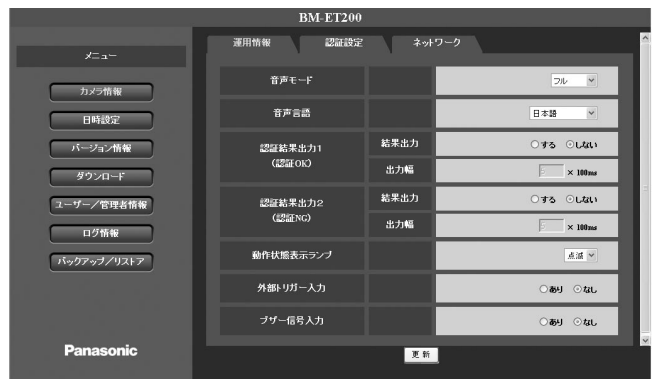 BM-ET200
メニュー
カメラ情報
日時設定
バージョン情報
ダウンロード
ユーザー/管理者情報
ログ情報
バックアップ/リストア
Panasonic
運用情報 認証設定 ネットワーク
音声モード フル
音声言語 日本語
認証結果出力1
(認証OK)
結果出力 する しない
出力幅 × 100ms
認証結果出力2
(認証NG)
結果出力 する しない
出力幅 × 100ms
動作状態表示ランプ 点滅
外部トリガー入力 あり なし
ブザー信号入力 あり なし
更新